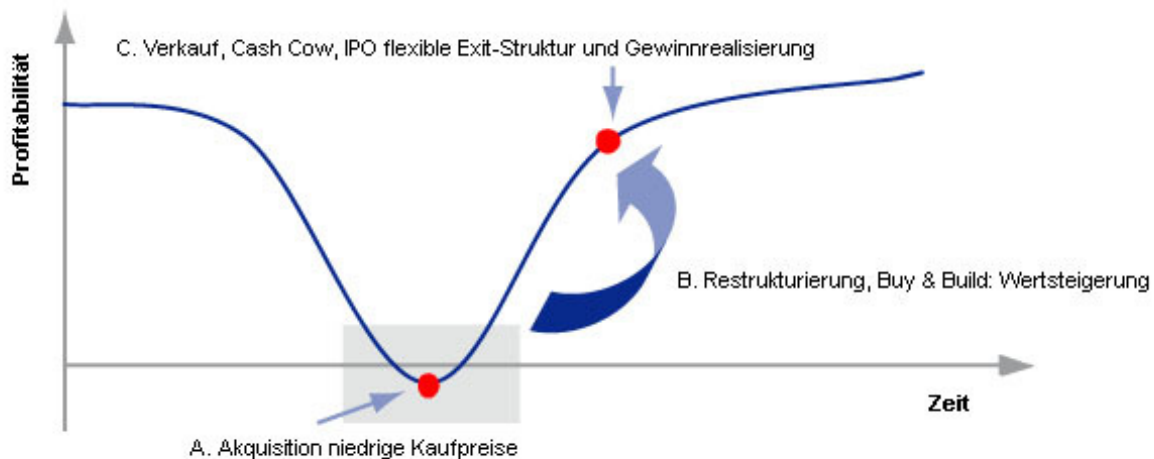 C. Verkauf, Cash Cow, IPO flexible Exit-Struktur und Gewinnrealisierung
Profitabilität
B. Restrukturierung, Buy & Build: Wertsteigerung
Zeit
A. Akquisition niedrige Kaufpreise